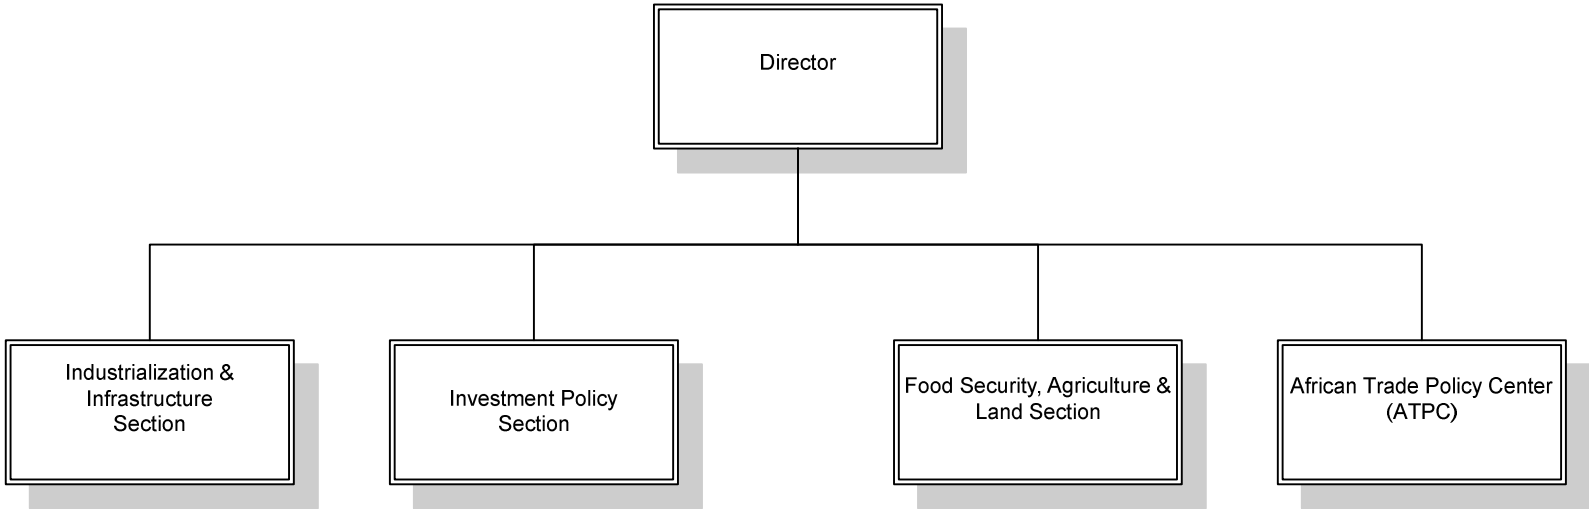 Director
Industrialization &
Infrastructure
Section
Investment Policy
Section
Food Security, Agriculture &
Land Section
African Trade Policy Center
(ATPC)